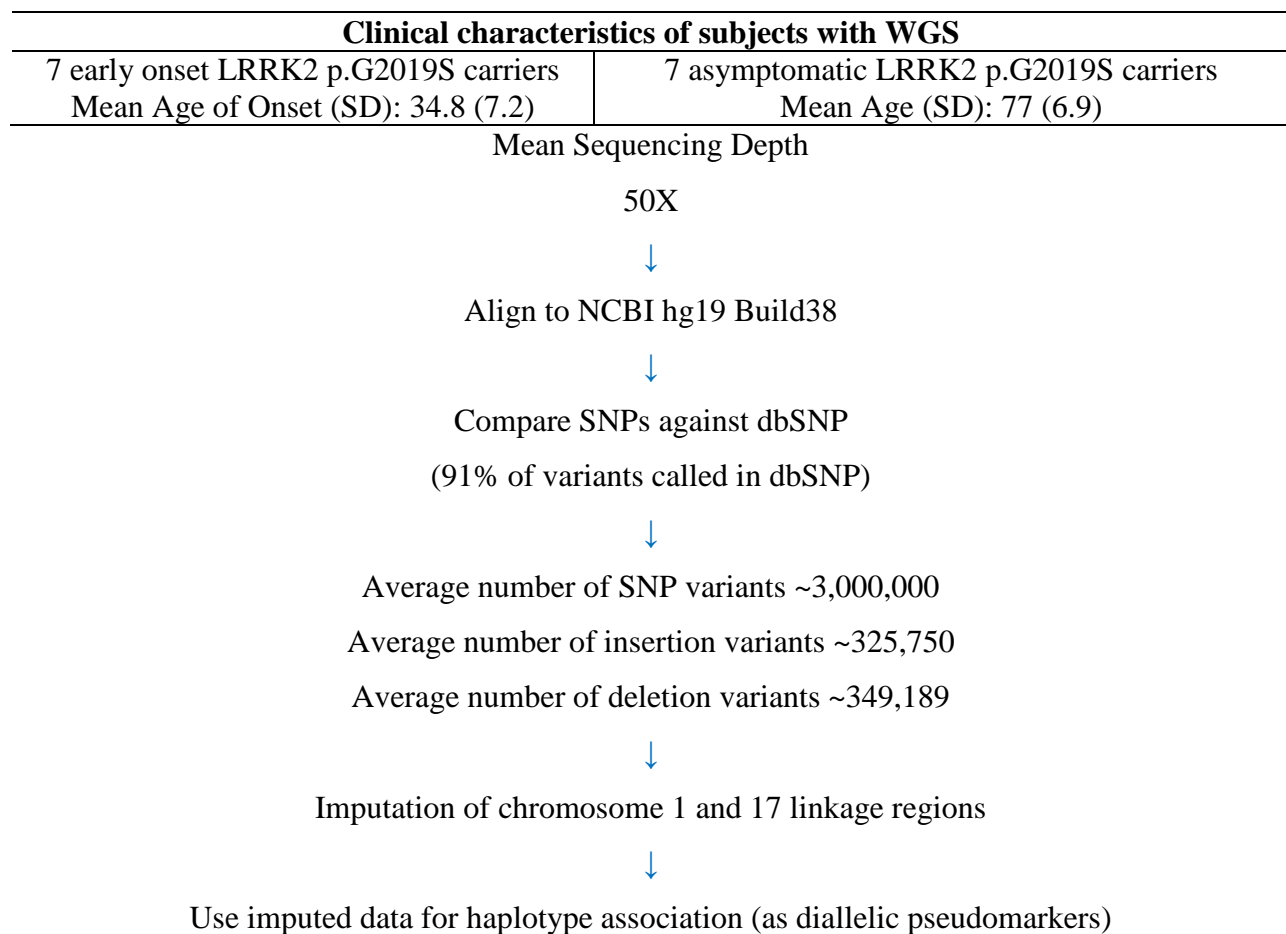 Clinical characteristics of subjects with WGS
7 early onset LRRK2 p.G2019S carriers
Mean Age of Onset (SD): 34.8 (7.2)
7 asymptomatic LRRK2 p.G2019S carriers
Mean Age (SD): 77 (6.9)
Mean Sequencing Depth
50X
↓
Align to NCBI hg19 Build38
↓
Compare SNPs against dbSNP
(91% of variants called in dbSNP)
↓
Average number of SNP variants ~3,000,000
Average number of insertion variants ~325,750
Average number of deletion variants ~349,189
↓
Imputation of chromosome 1 and 17 linkage regions
↓
Use imputed data for haplotype association (as diallelic pseudomarkers)